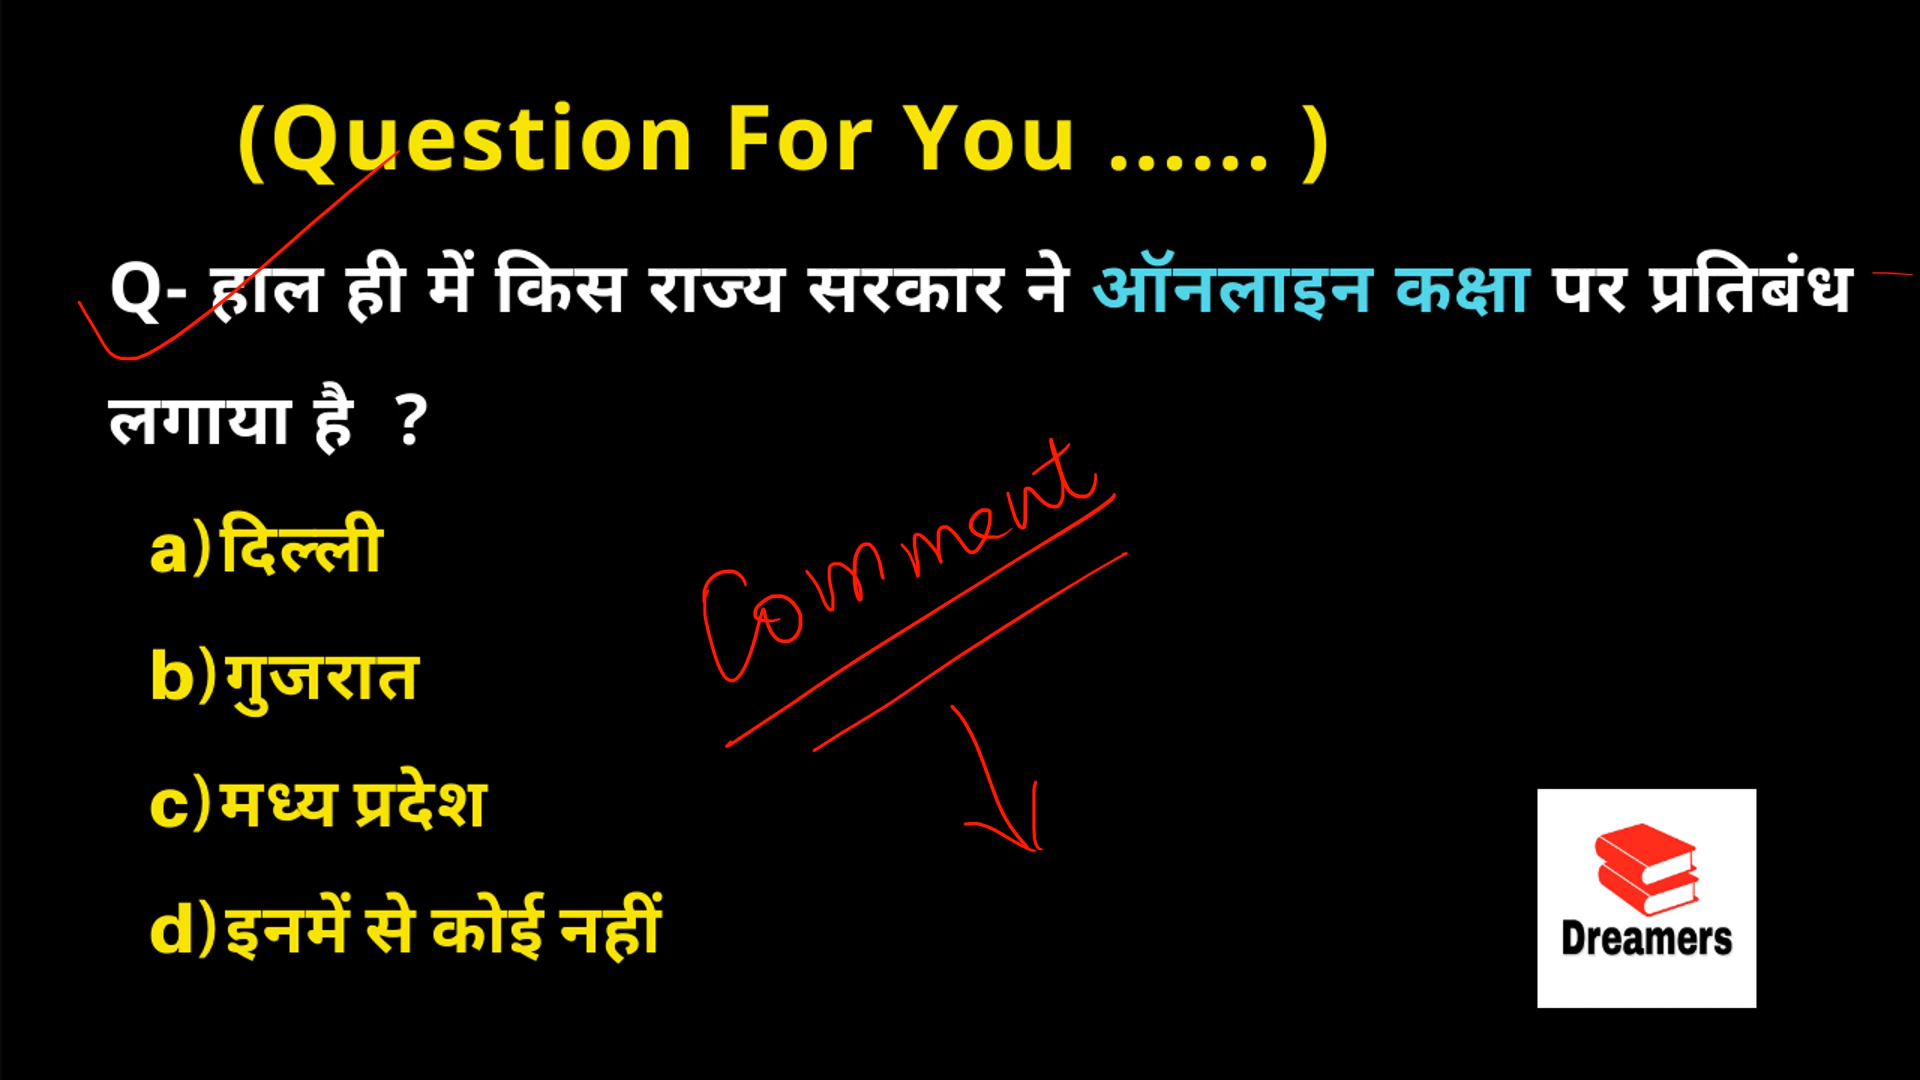 (Question For You ...... )
Q- हाल ही में किस राज्य सरकार ने ऑनलाइन कक्षा पर प्रतिबंध
लगाया है ?
a)दिल्ली
Comment
b)गुजरात
c)मध्य प्रदेश
d)इनमें से कोई नहीं
Dreamers